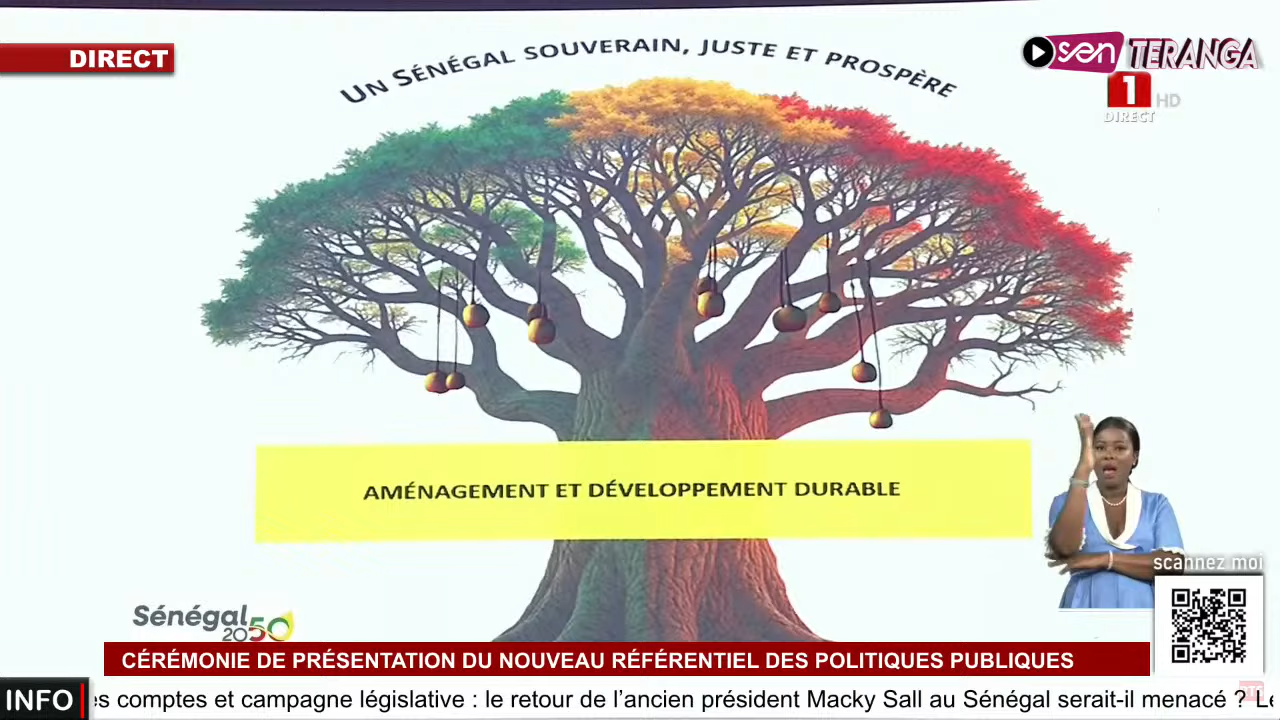 DIRECT
UN SÉNÉGAL SOUVERAIN, JUSTE ET PROSPÈRE
sen TERANGA
1 HD
DIRECT
AMÉNAGEMENT ET DÉVELOPPEMENT DURABLE
scannez moi
Sénégal
2050
CÉRÉMONIE DE PRÉSENTATION DU NOUVEAU RÉFÉRENTIEL DES POLITIQUES PUBLIQUES
INFO
comptes et campagne législative : le retour de l’ancien président Macky Sall au Sénégal serait-il menacé ?